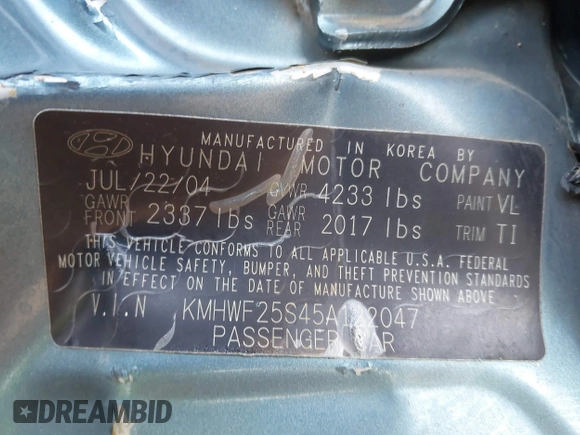 MANUFACTURED IN KOREA BY
HYUNDAI MOTOR COMPANY
JUL/22/04 GVWR 4233 lbs PAINT VL
GAWR FRONT 2337 lbs GAWR REAR 2017 lbs TRIM TI
THIS VEHICLE CONFORMS TO ALL APPLICABLE U.S.A. FEDERAL
MOTOR VEHICLE SAFETY, BUMPER, AND THEFT PREVENTION STANDARDS
IN EFFECT ON THE DATE OF MANUFACTURE SHOWN ABOVE
V.I.N
PASSENGER CAR
DREAMBID